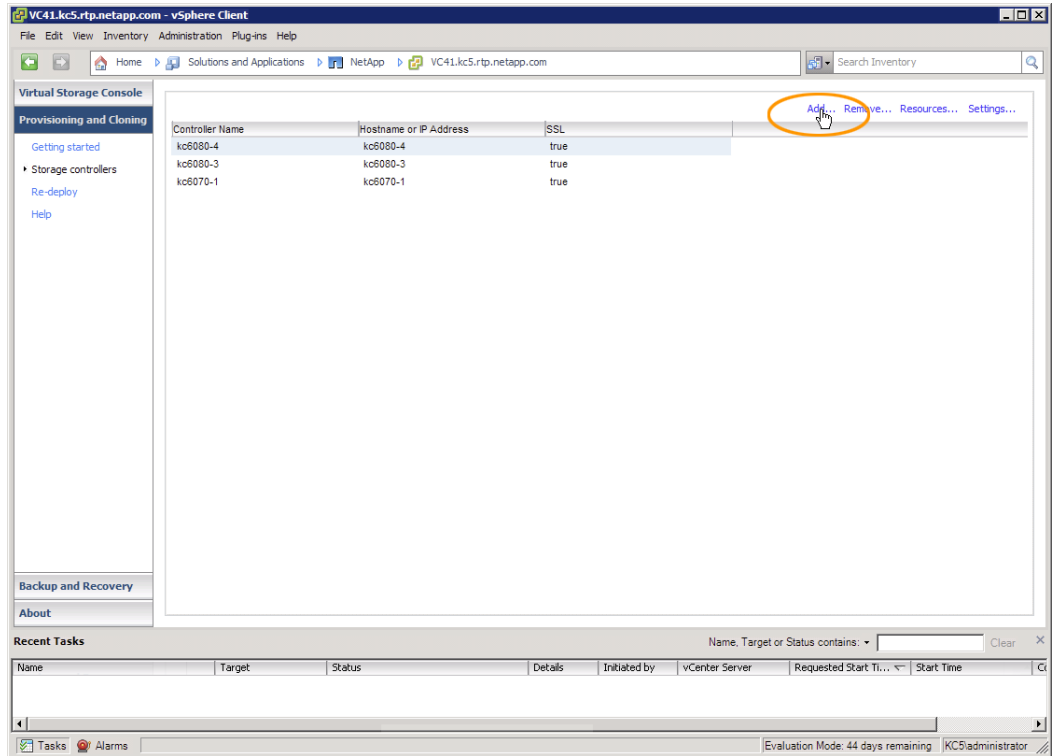 VC41.kc5.rtp.netapp.com - vSphere Client
File Edit View Inventory Administration Plug-ins Help
Home Solutions and Applications NetApp VC41.kc5.rtp.netapp.com Search Inventory
Virtual Storage Console
Provisioning and Cloning
Getting started
Storage controllers
Re-deploy
Help
Add... Remove... Resources... Settings...
Controller Name Hostname or IP Address SSL
kc6080-4 kc6080-4 true
kc6080-3 kc6080-3 true
kc6070-1 kc6070-1 true
Backup and Recovery
About
Recent Tasks Name, Target or Status contains: Clear
Name Target Status Details Initiated by vCenter Server Requested Start Ti... Start Time
Tasks Alarms Evaluation Mode: 44 days remaining KC5\administrator